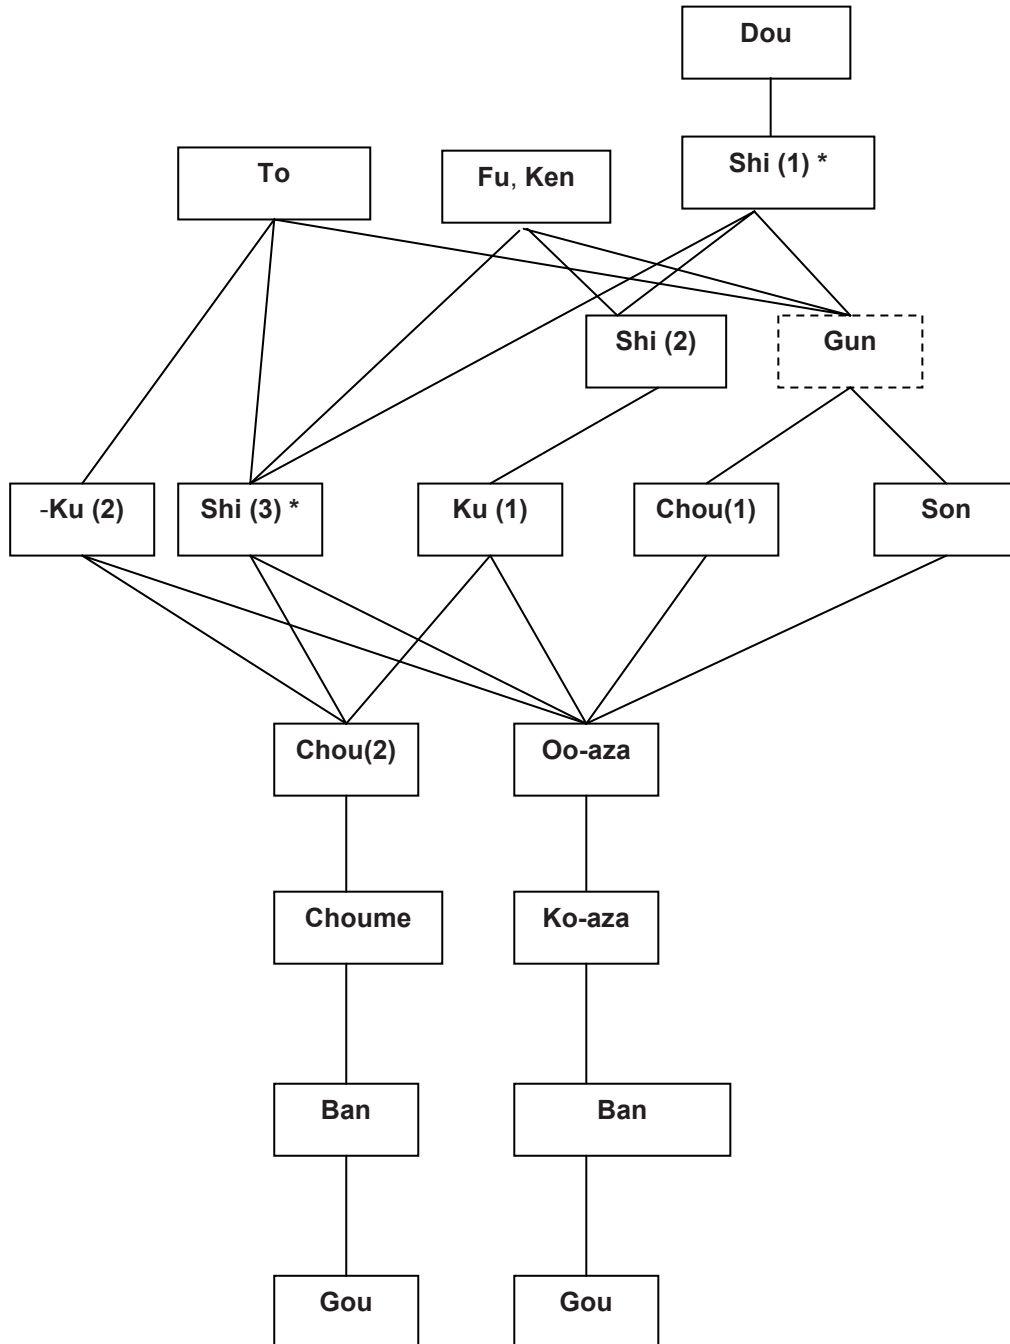 Dou
Shi (1) *
To
Fu, Ken
Shi (2)
Gun
-Ku (2)
Shi (3) *
Ku (1)
Chou(1)
Son
Chou(2)
Oo-aza
Choume
Ko-aza
Ban
Ban
Gou
Gou